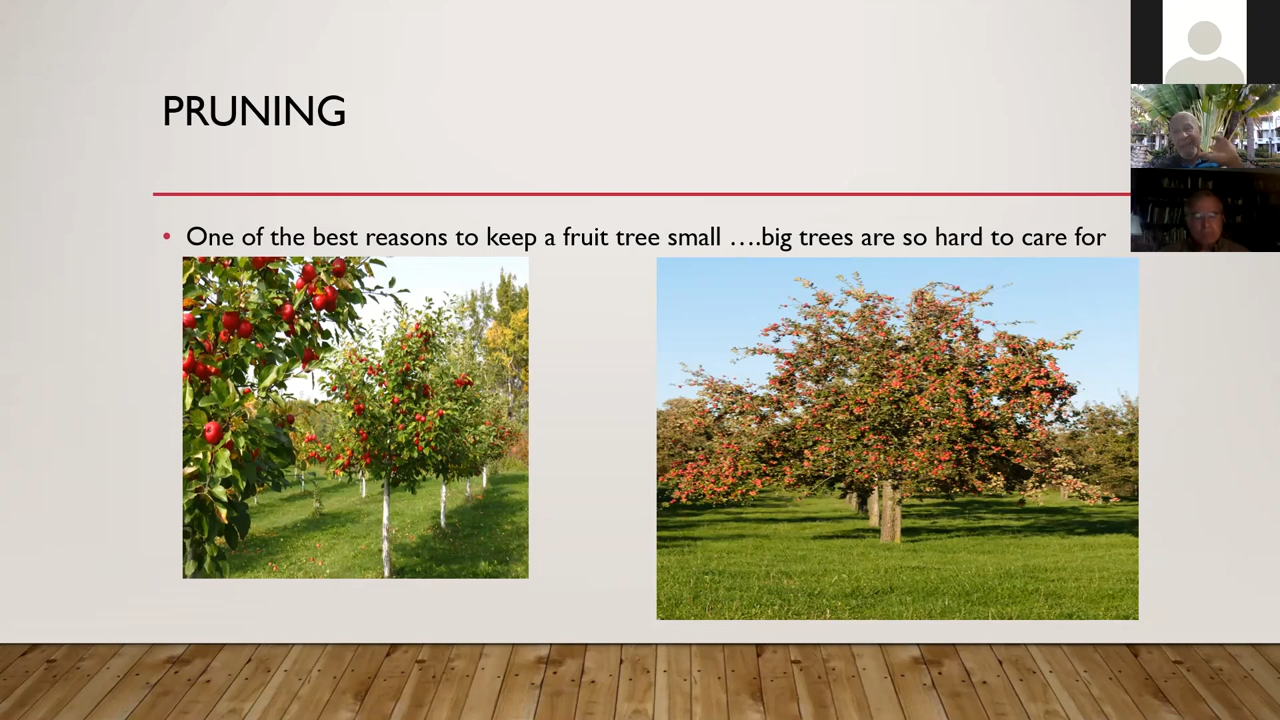 PRUNING
• One of the best reasons to keep a fruit tree small ….big trees are so hard to care for